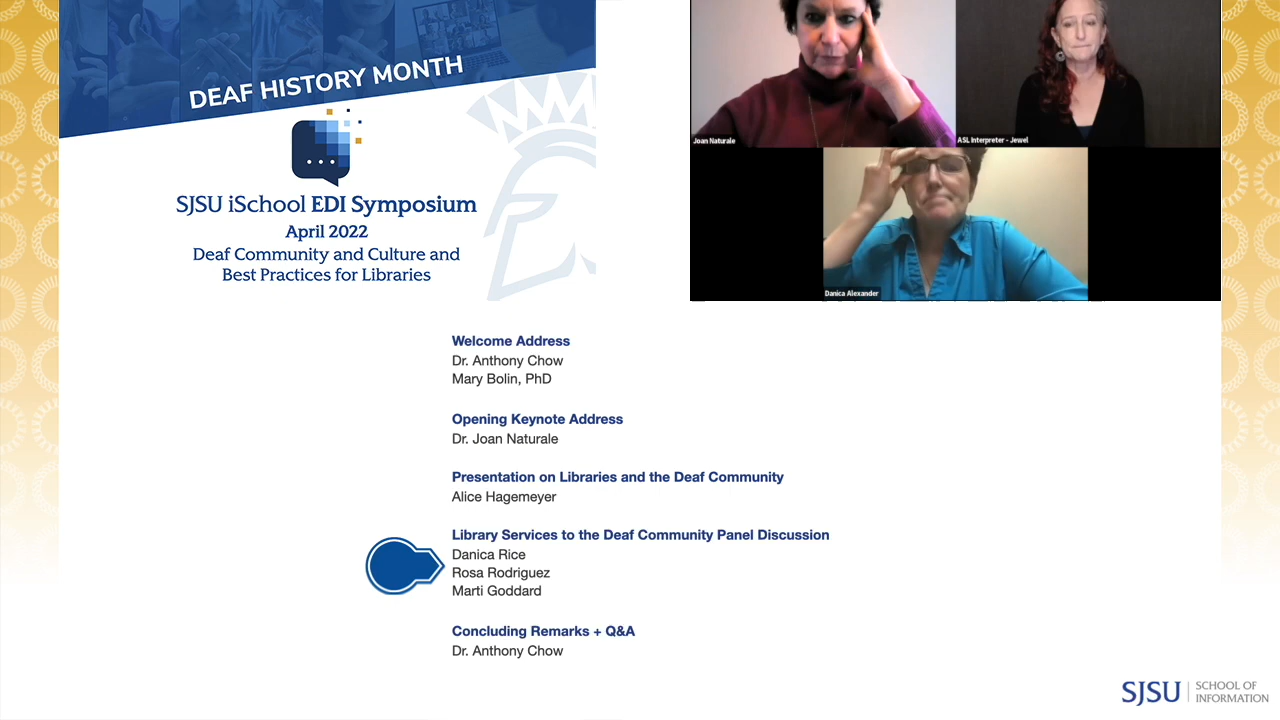 DEAF HISTORY MONTH
SJSU iSchool EDI Symposium
April 2022
Deaf Community and Culture and
Best Practices for Libraries
Joan Naturale
ASL Interpreter - Jewel
Danica Alexander
Welcome Address
Dr. Anthony Chow
Mary Bolin, PhD
Opening Keynote Address
Dr. Joan Naturale
Presentation on Libraries and the Deaf Community
Alice Hagemeyer
Library Services to the Deaf Community Panel Discussion
Danica Rice
Rosa Rodriguez
Marti Goddard
Concluding Remarks + Q&A
Dr. Anthony Chow
SJSU
SCHOOL OF
INFORMATION